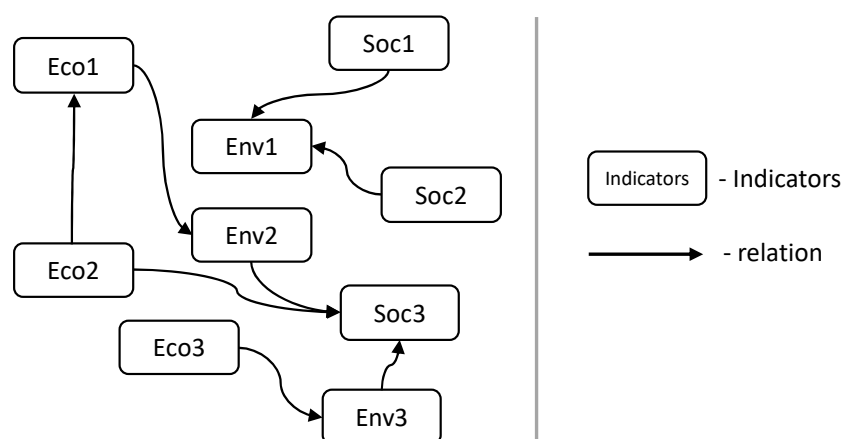 Soc1
Eco1
Env1
Soc2
Env2
Eco2
Soc3
Eco3
Env3
Indicators - Indicators
- relation